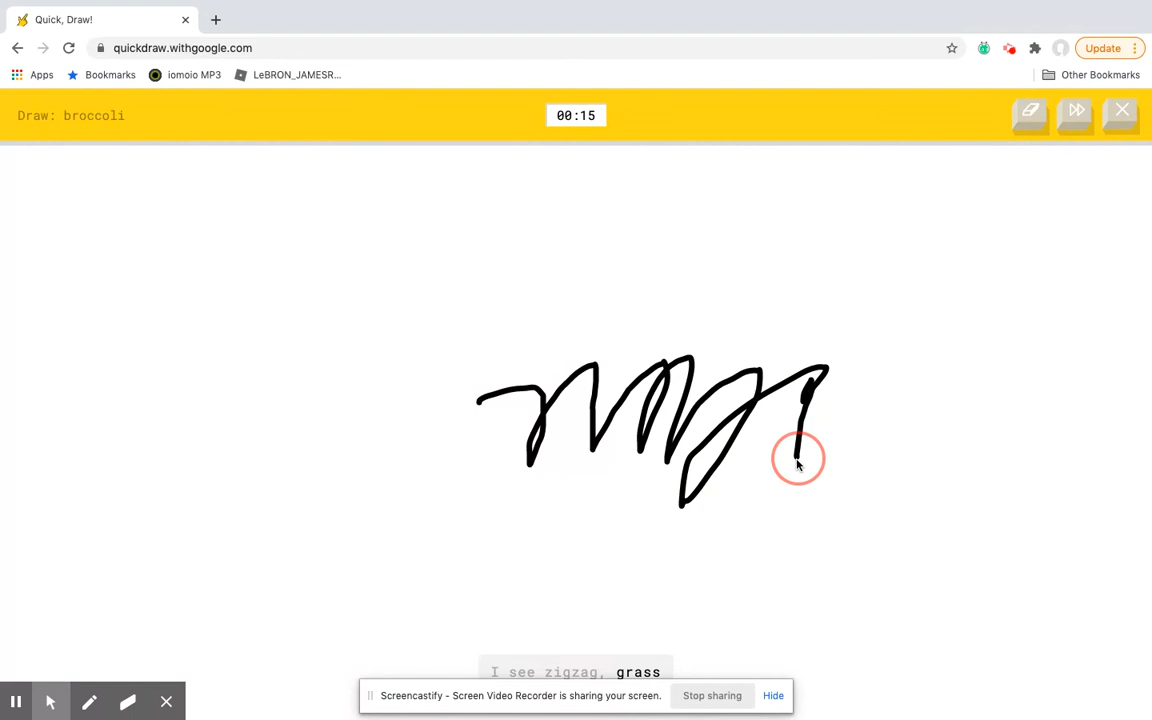 Quick, Draw!
quickdraw.withgoogle.com
Update
Apps
Bookmarks
iomoio MP3
LeBRON_JAMESR...
Other Bookmarks
Draw: broccoli
00:15
I see zigzag, grass
Screencastify - Screen Video Recorder is sharing your screen.
Stop sharing
Hide